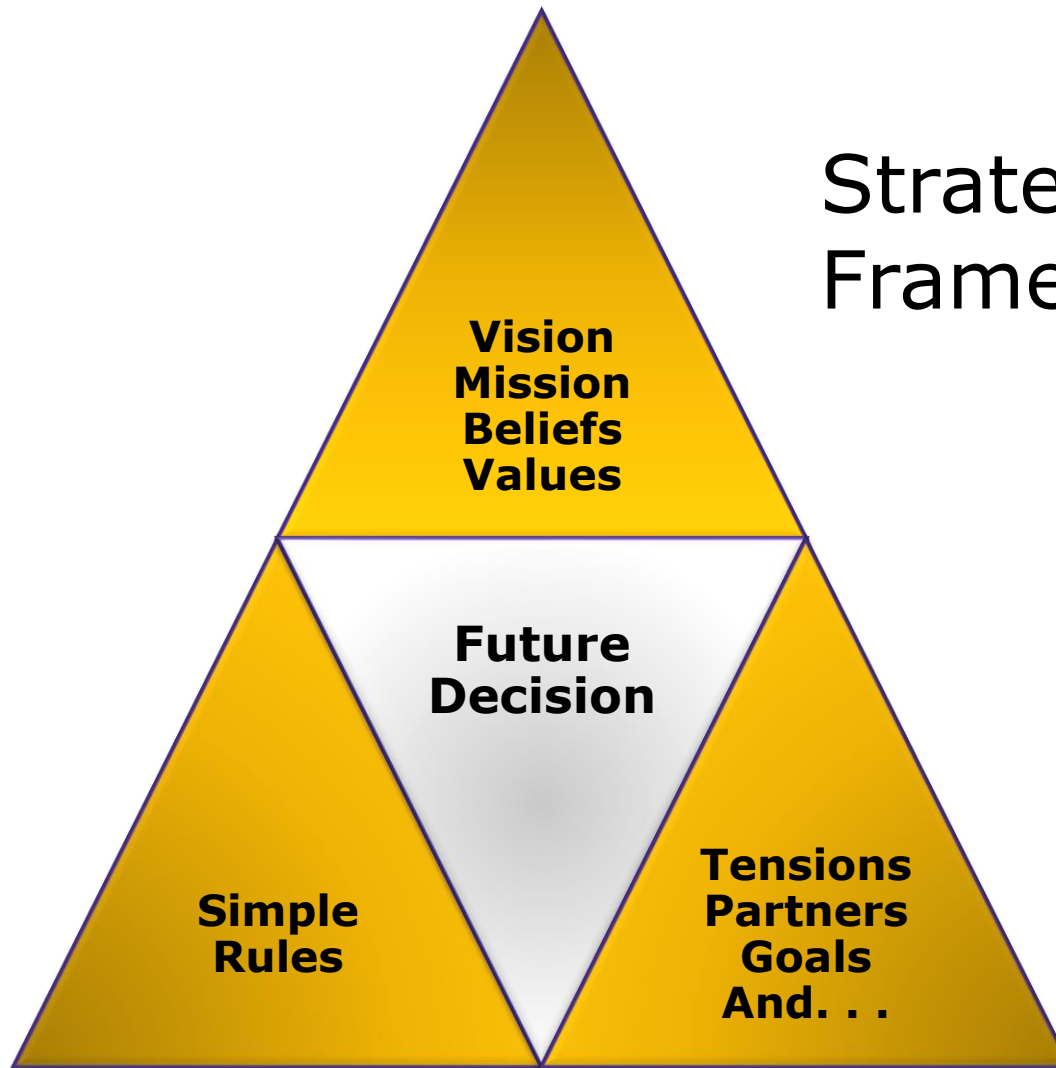 Strate
Frame
Vision
Mission
Beliefs
Values
Future
Decision
Simple
Rules
Tensions
Partners
Goals
And. . .